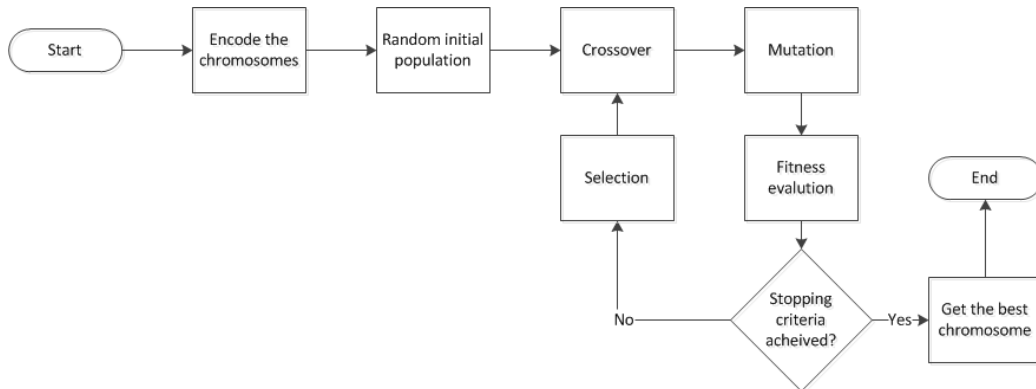 Start
Encode the
chromosomes
Random initial
population
Crossover
Mutation
Selection
Fitness
evalution
End
Stopping
criteria
acheived?
No
Yes
Get the best
chromosome